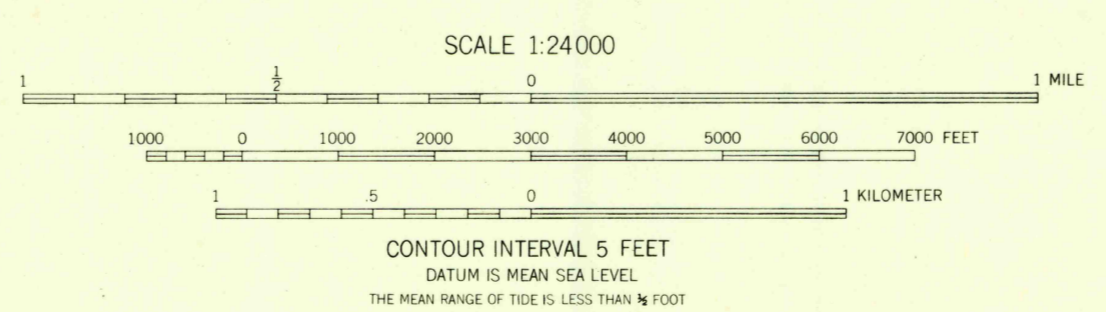 SCALE 1:24000
1 ½ 0 1 MILE
1000 0 1000 2000 3000 4000 5000 6000 7000 FEET
1 .5 0 1 KILOMETER
CONTOUR INTERVAL 5 FEET
DATUM IS MEAN SEA LEVEL
THE MEAN RANGE OF TIDE IS LESS THAN ½ FOOT